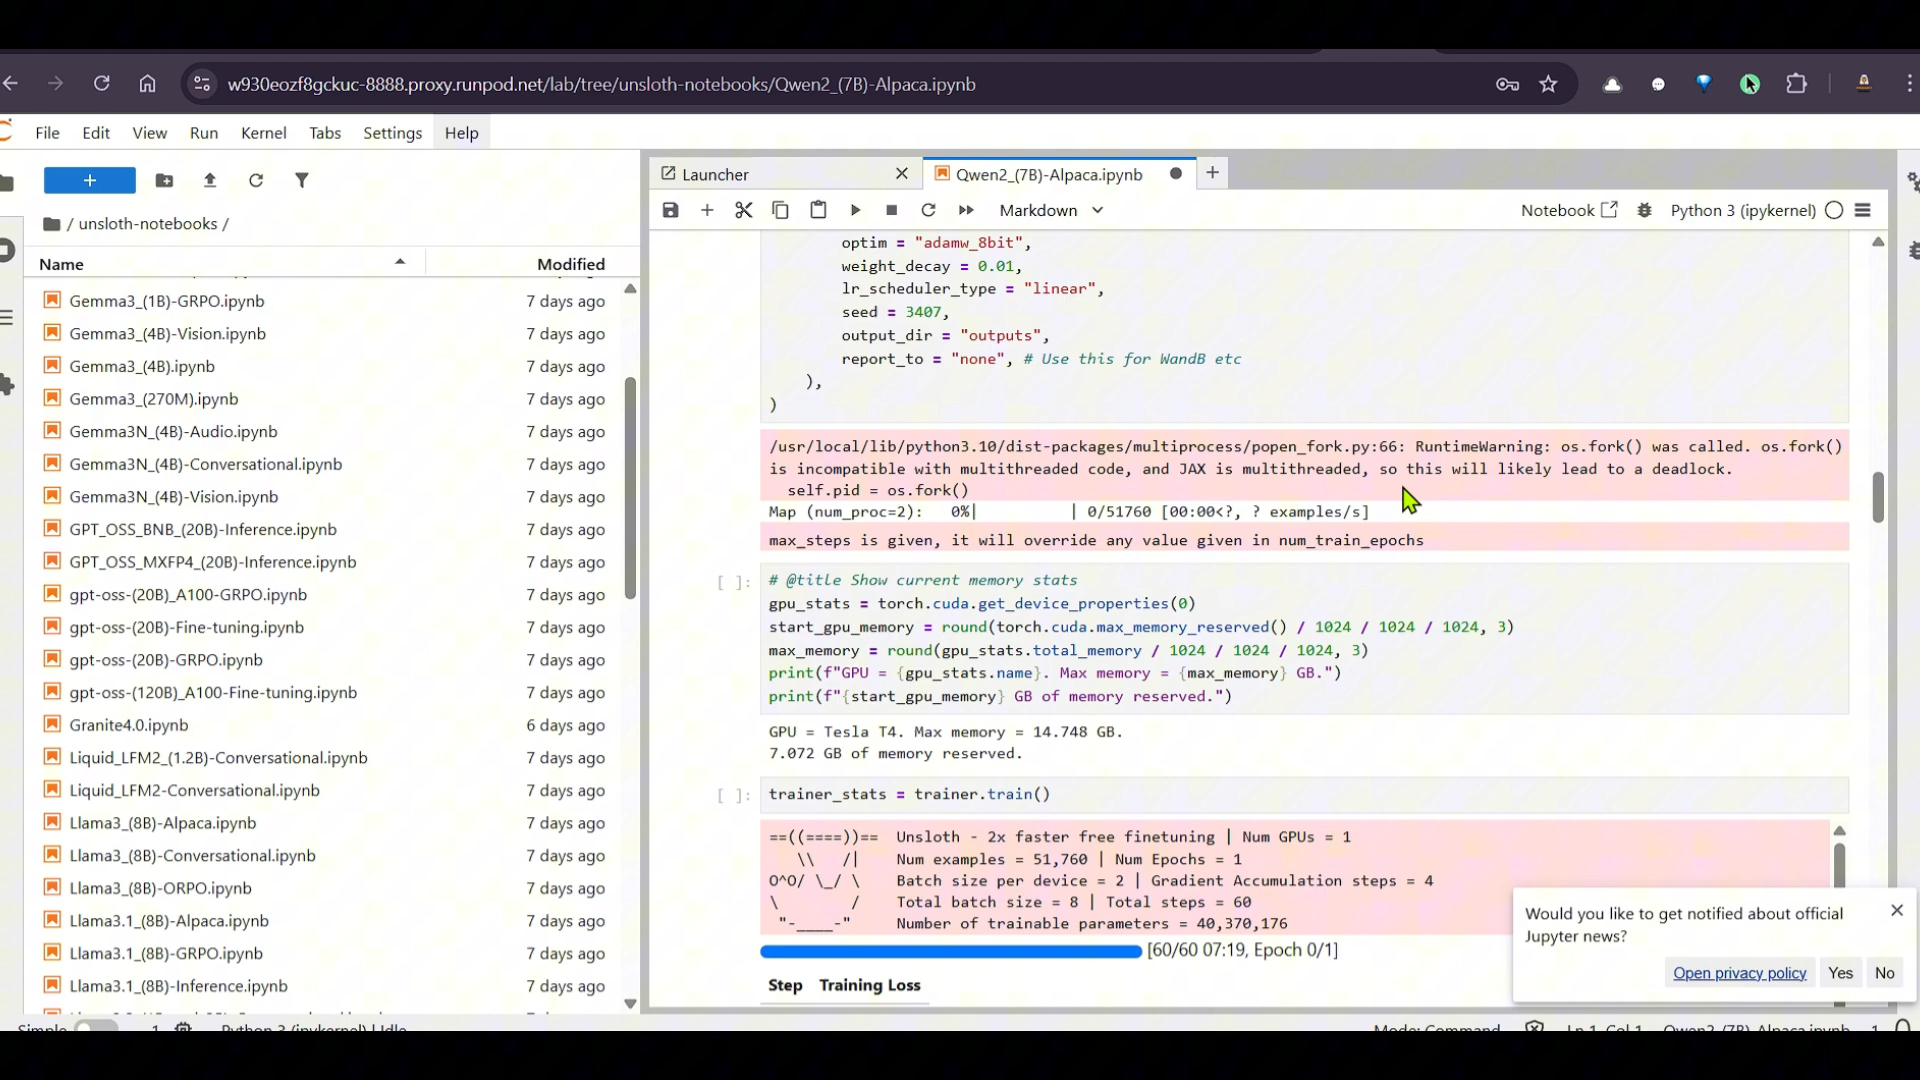 w930eozf8gckuc-8888.proxy.runpod.net/lab/tree/unsloth-notebooks/Qwen2_(7B)-Alpaca.ipynb
File Edit View Run Kernel Tabs Settings Help
Launcher
Qwen2_(7B)-Alpaca.ipynb
Markdown
Notebook
Python 3 (ipykernel)
/ unsloth-notebooks /
Name Modified
Gemma3_(1B)-GRPO.ipynb 7 days ago
Gemma3_(4B)-Vision.ipynb 7 days ago
Gemma3_(4B).ipynb 7 days ago
Gemma3_(270M).ipynb 7 days ago
Gemma3N_(4B)-Audio.ipynb 7 days ago
Gemma3N_(4B)-Conversational.ipynb 7 days ago
Gemma3N_(4B)-Vision.ipynb 7 days ago
GPT_OSS_BNB_(20B)-Inference.ipynb 7 days ago
GPT_OSS_MXFP4_(20B)-Inference.ipynb 7 days ago
gpt-oss-(20B)_A100-GRPO.ipynb 7 days ago
gpt-oss-(20B)-Fine-tuning.ipynb 7 days ago
gpt-oss-(20B)-GRPO.ipynb 7 days ago
gpt-oss-(120B)_A100-Fine-tuning.ipynb 7 days ago
Granite4.0.ipynb 6 days ago
Liquid_LFM2_(1.2B)-Conversational.ipynb 7 days ago
Liquid_LFM2-Conversational.ipynb 7 days ago
Llama3_(8B)-Alpaca.ipynb 7 days ago
Llama3_(8B)-Conversational.ipynb 7 days ago
Llama3_(8B)-ORPO.ipynb 7 days ago
Llama3.1_(8B)-Alpaca.ipynb 7 days ago
Llama3.1_(8B)-GRPO.ipynb 7 days ago
Llama3.1_(8B)-Inference.ipynb 7 days ago
optim = "adamw_8bit",
weight_decay = 0.01,
lr_scheduler_type = "linear",
seed = 3407,
output_dir = "outputs",
report_to = "none", # Use this for WandB etc
),
)
/usr/local/lib/python3.10/dist-packages/multiprocess/popen_fork.py:66: RuntimeWarning: os.fork() was called. os.fork()
is incompatible with multithreaded code, and JAX is multithreaded, so this will likely lead to a deadlock.
self.pid = os.fork()
Map (num_proc=2): 0%| | 0/51760 [00:00<?, ? examples/s]
max_steps is given, it will override any value given in num_train_epochs
[ ]: # @title Show current memory stats
gpu_stats = torch.cuda.get_device_properties(0)
start_gpu_memory = round(torch.cuda.max_memory_reserved() / 1024 / 1024 / 1024, 3)
max_memory = round(gpu_stats.total_memory / 1024 / 1024 / 1024, 3)
print(f"GPU = {gpu_stats.name}. Max memory = {max_memory} GB.")
print(f"{start_gpu_memory} GB of memory reserved.")
GPU = Tesla T4. Max memory = 14.748 GB.
7.072 GB of memory reserved.
[ ]: trainer_stats = trainer.train()
==((====))== Unsloth - 2x faster free finetuning | Num GPUs = 1
\\ /| Num examples = 51,760 | Num Epochs = 1
O^O/ \_/ \ Batch size per device = 2 | Gradient Accumulation steps = 4
\ / Total batch size = 8 | Total steps = 60
"-____-" Number of trainable parameters = 40,370,176
[60/60 07:19, Epoch 0/1]
Step Training Loss
Would you like to get notified about official
Jupyter news?
Open privacy policy Yes No
Simple 1 Python 3 (ipykernel) | Idle
Mode: Command Ln 1, Col 1 Qwen2_(7B)-Alpaca.ipynb 1